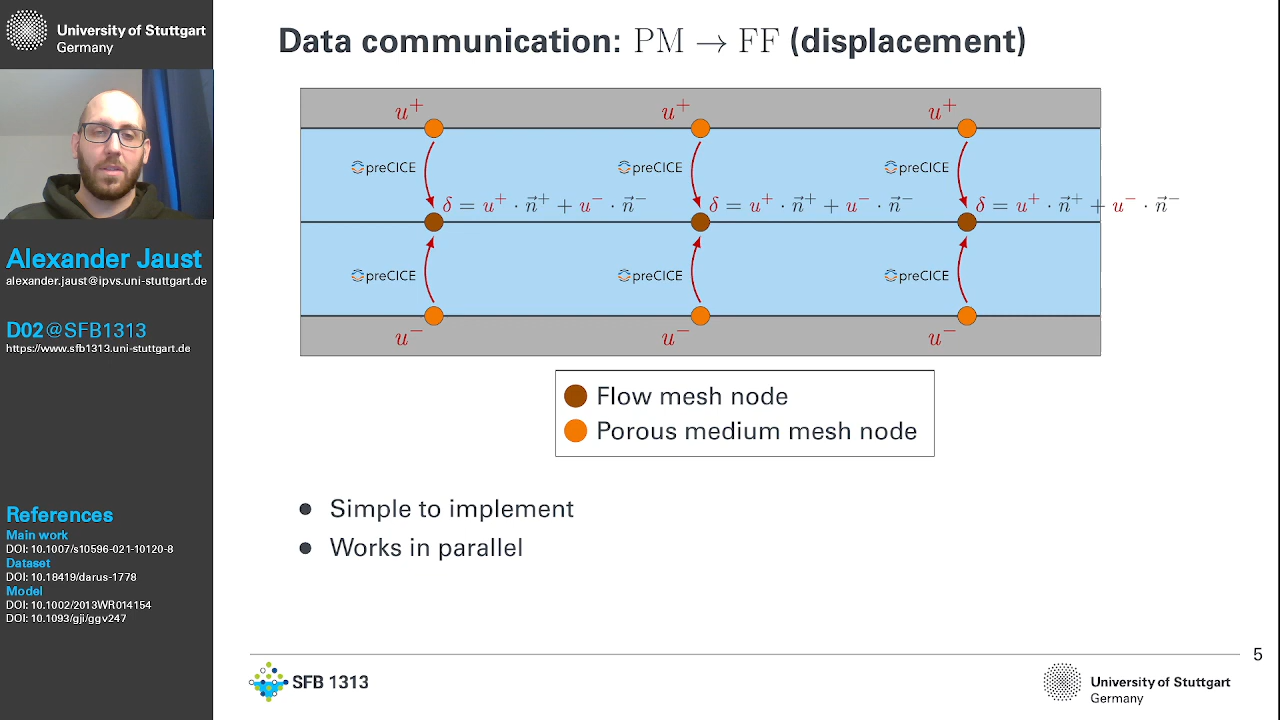 University of Stuttgart
Germany
Alexander Jaust
alexander.jaust@ipvs.uni-stuttgart.de
D02@SFB1313
https://www.sfb1313.uni-stuttgart.de
References
Main work
DOI: 10.1007/s10596-021-10120-8
Dataset
DOI: 10.18419/darus-1778
Model
DOI: 10.1002/2013WR014154
DOI: 10.1093/gji/ggv247
Data communication: PM → FF (displacement)
u⁺ u⁺ u⁺
preCICE preCICE preCICE
δ = u⁺ · n⃗⁺ + u⁻ · n⃗⁻ δ = u⁺ · n⃗⁺ + u⁻ · n⃗⁻ δ = u⁺ · n⃗⁺ + u⁻ · n⃗⁻
preCICE preCICE preCICE
u⁻ u⁻ u⁻
Flow mesh node
Porous medium mesh node
● Simple to implement
● Works in parallel
5
SFB 1313
University of Stuttgart
Germany